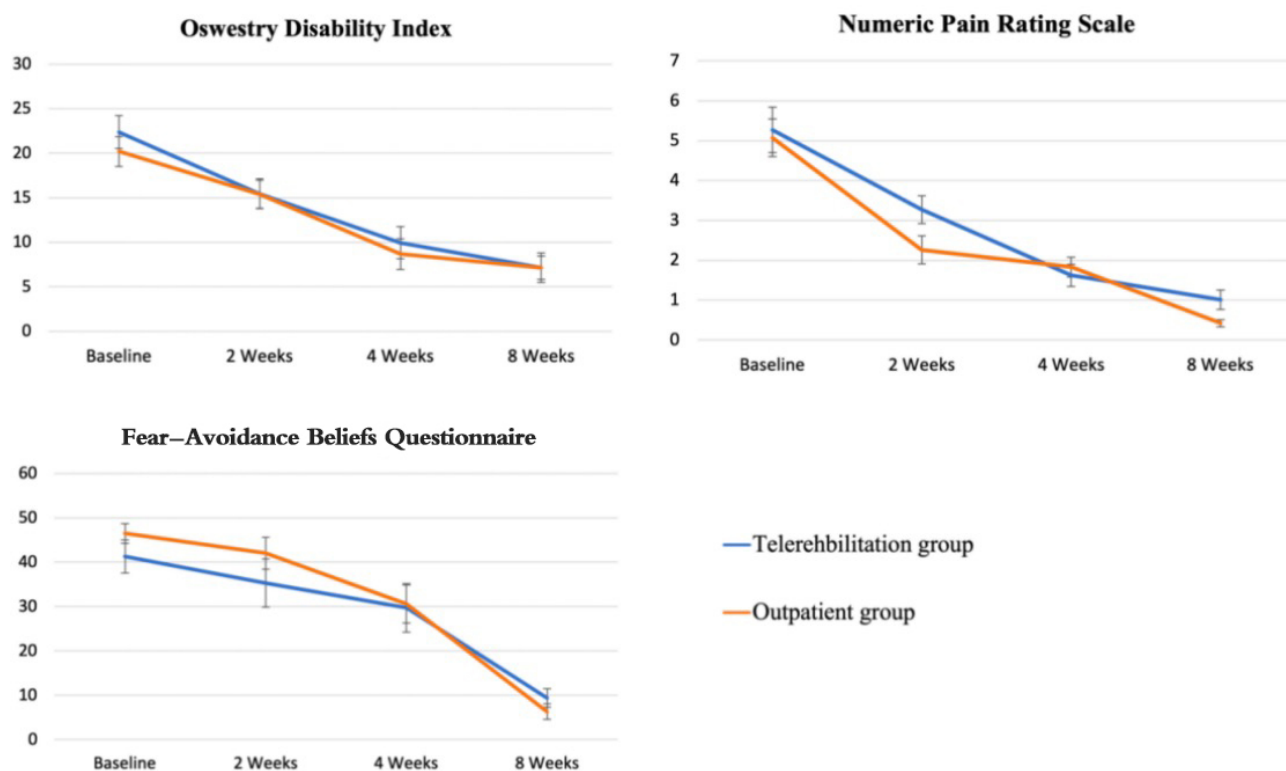 Oswestry Disability Index
30
25
20
15
10
5
0
Baseline 2 Weeks 4 Weeks 8 Weeks
Numeric Pain Rating Scale
7
6
5
4
3
2
1
0
Baseline 2 Weeks 4 Weeks 8 Weeks
Fear–Avoidance Beliefs Questionnaire
60
50
40
30
20
10
0
Baseline 2 Weeks 4 Weeks 8 Weeks
Telerehbilitation group
Outpatient group